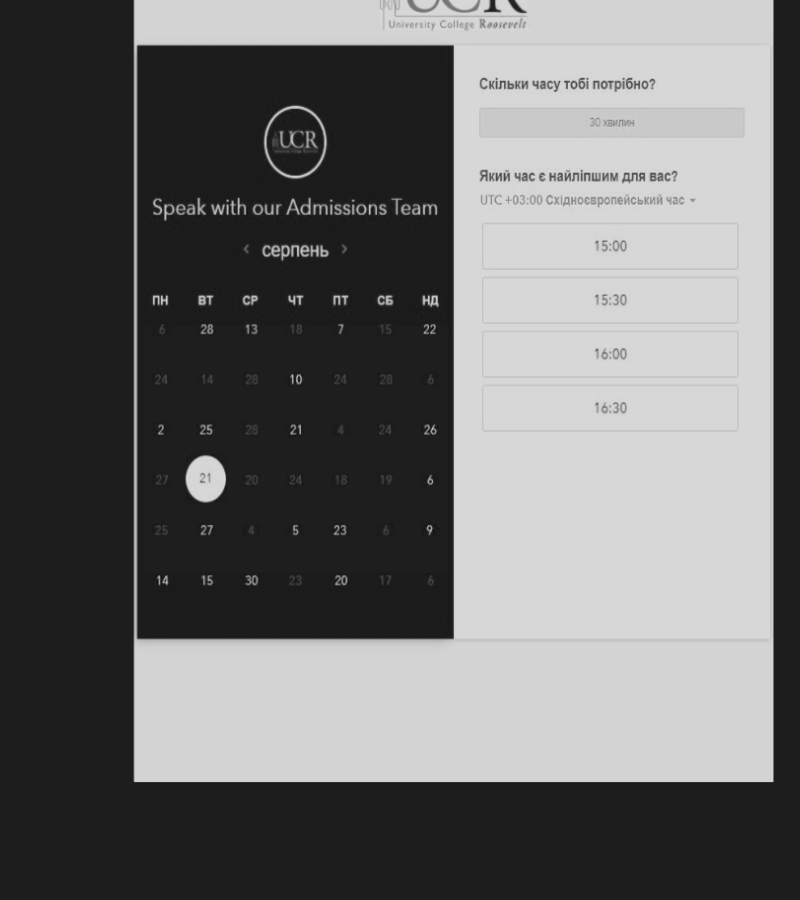 UCR
University College Roosevelt
UCR
Speak with our Admissions Team
‹ серпень ›
ПН ВТ СР ЧТ ПТ СБ НД
6 28 13 18 7 15 22
24 14 28 10 24 28 6
2 25 28 21 4 24 26
27 21 20 24 18 19 6
25 27 4 5 23 6 9
14 15 30 23 20 17 6
Скільки часу тобі потрібно?
30 хвилин
Який час є найліпшим для вас?
UTC +03:00 Східноєвропейський час
15:00
15:30
16:00
16:30